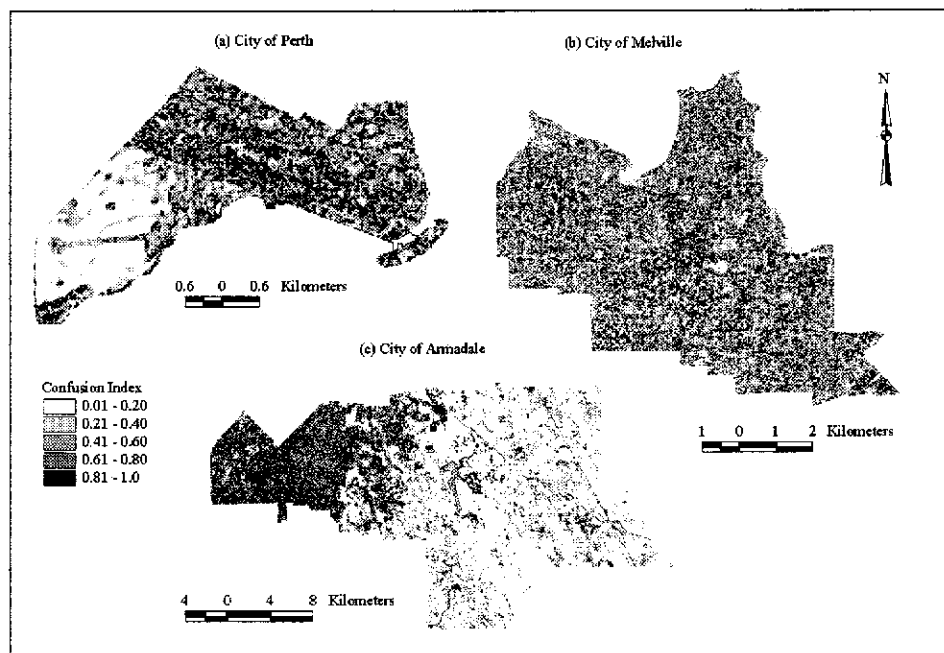 (a) City of Perth
(b) City of Melville
N
0.6 0 0.6 Kilometers
(c) City of Armadale
Confusion Index
0.01 - 0.20
0.21 - 0.40
0.41 - 0.60
0.61 - 0.80
0.81 - 1.0
1 0 1 2 Kilometers
4 0 4 8 Kilometers